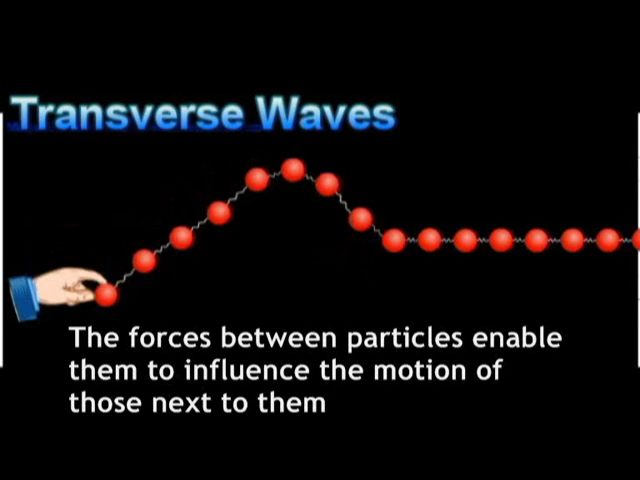 Transverse Waves
The forces between particles enable
them to influence the motion of
those next to them